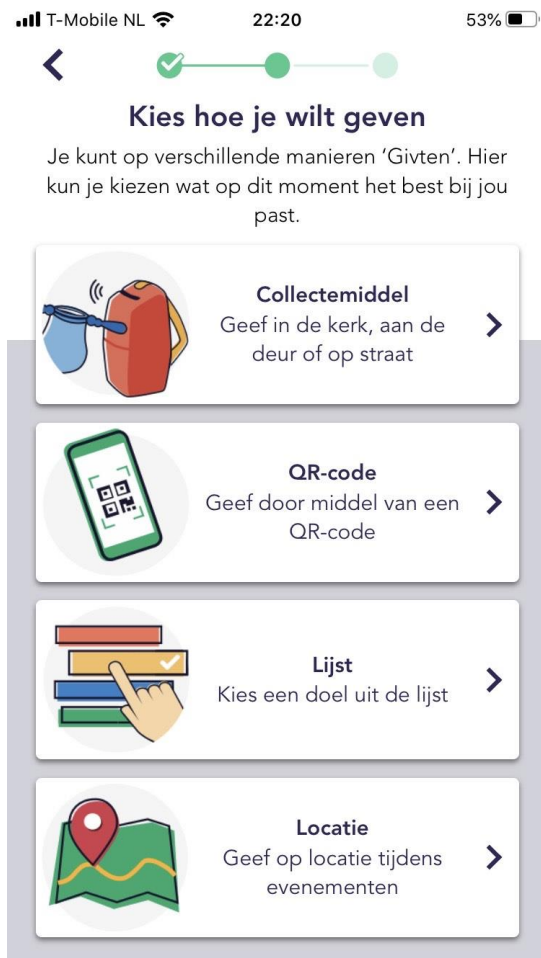 T-Mobile NL 22:20 53%
Kies hoe je wilt geven
Je kunt op verschillende manieren ‘Givten’. Hier
kun je kiezen wat op dit moment het best bij jou
past.
Collectemiddel
Geef in de kerk, aan de
deur of op straat
QR-code
Geef door middel van een
QR-code
Lijst
Kies een doel uit de lijst
Locatie
Geef op locatie tijdens
evenementen